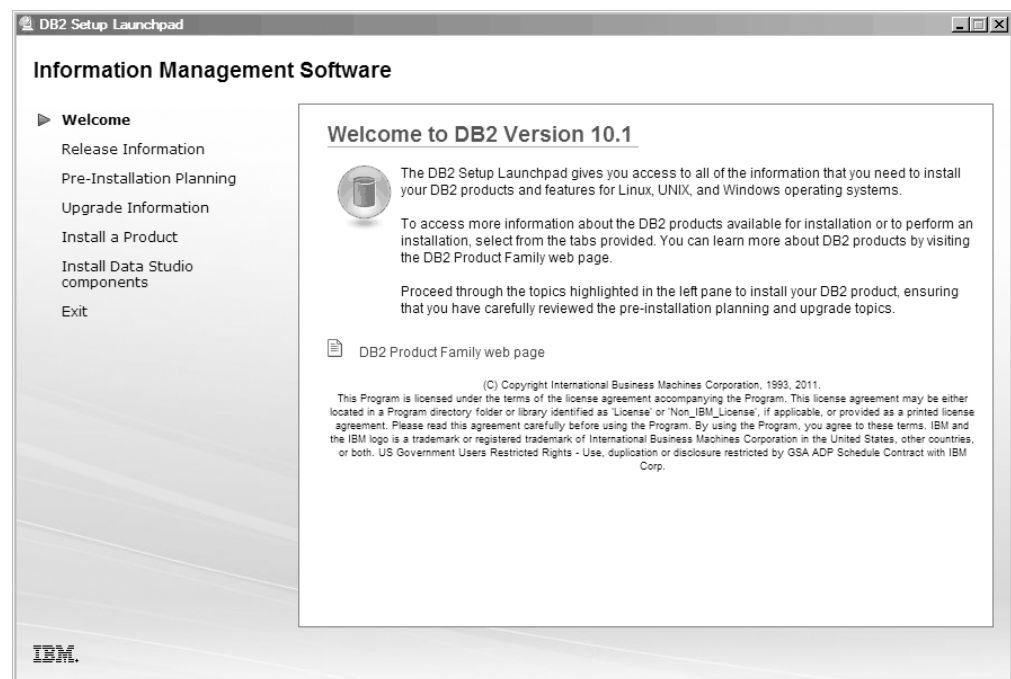 DB2 Setup Launchpad
Information Management Software
Welcome
Release Information
Pre-Installation Planning
Upgrade Information
Install a Product
Install Data Studio
components
Exit
Welcome to DB2 Version 10.1
The DB2 Setup Launchpad gives you access to all of the information that you need to install
your DB2 products and features for Linux, UNIX, and Windows operating systems.
To access more information about the DB2 products available for installation or to perform an
installation, select from the tabs provided. You can learn more about DB2 products by visiting
the DB2 Product Family web page.
Proceed through the topics highlighted in the left pane to install your DB2 product, ensuring
that you have carefully reviewed the pre-installation planning and upgrade topics.
DB2 Product Family web page
(C) Copyright International Business Machines Corporation, 1993, 2011.
This Program is licensed under the terms of the license agreement accompanying the Program. This license agreement may be either
located in a Program directory folder or library identified as 'License' or 'Non_IBM_License', if applicable, or provided as a printed license
agreement. Please read this agreement carefully before using the Program. By using the Program, you agree to these terms. IBM and
the IBM logo is a trademark or registered trademark of International Business Machines Corporation in the United States, other countries,
or both. US Government Users Restricted Rights - Use, duplication or disclosure restricted by GSA ADP Schedule Contract with IBM
Corp.
IBM.